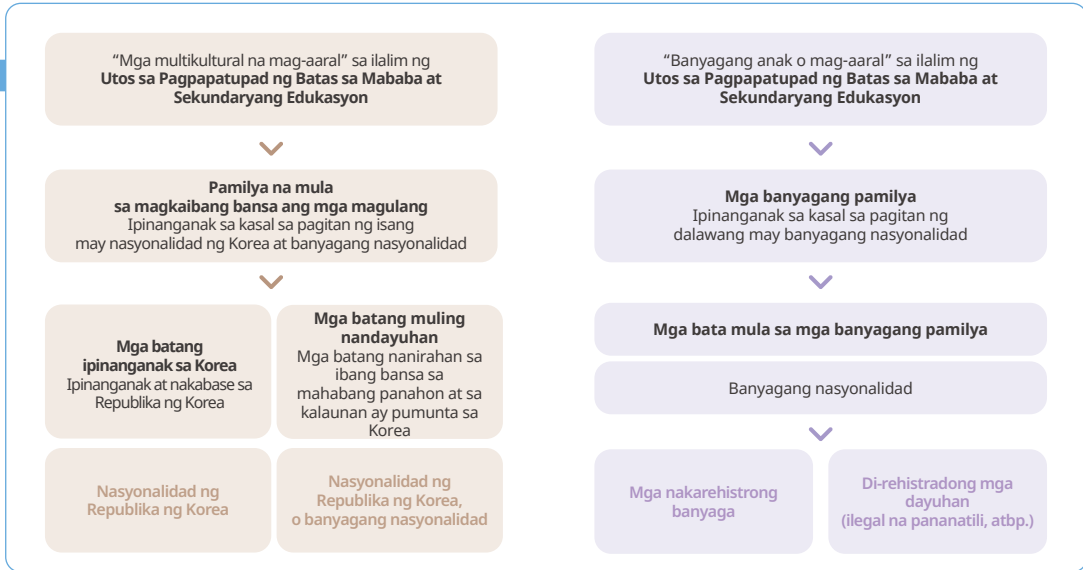 “Mga multikultural na mag-aaral” sa ilalim ng
Utos sa Pagpapatupad ng Batas sa Mababa at
Sekundaryang Edukasyon
Pamilya na mula
sa magkaibang bansa ang mga magulang
Ipinanganak sa kasal sa pagitan ng isang
may nasyonalidad ng Korea at banyagang nasyonalidad
Mga batang
ipinanganak sa Korea
Ipinanganak at nakabase sa
Republika ng Korea
Mga batang muling
nandayuhan
Mga batang nanirahan sa
ibang bansa sa
mahabang panahon at sa
kalaunan ay pumunta sa
Korea
Nasyonalidad ng
Republika ng Korea
Nasyonalidad ng
Republika ng Korea,
o banyagang nasyonalidad
“Banyagang anak o mag-aaral” sa ilalim ng
Utos sa Pagpapatupad ng Batas sa Mababa at
Sekundaryang Edukasyon
Mga banyagang pamilya
Ipinanganak sa kasal sa pagitan ng
dalawang may banyagang nasyonalidad
Mga bata mula sa mga banyagang pamilya
Banyagang nasyonalidad
Mga nakarehistrong
banyaga
Di-rehistradong mga
dayuhan
(ilegal na pananatili, atbp.)